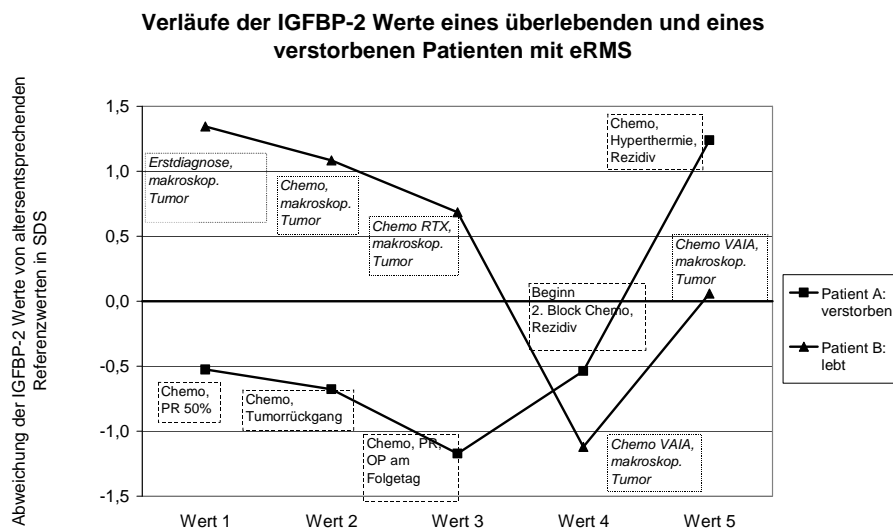 Verläufe der IGFBP-2 Werte eines überlebenden und eines
verstorbenen Patienten mit eRMS
Abweichung der IGFBP-2 Werte von altersentsprechenden
Referenzwerten in SDS
1,5
1,0
0,5
0,0
-0,5
-1,0
-1,5
Erstdiagnose,
makroskop.
Tumor
Chemo,
makroskop.
Tumor
Chemo RTX,
makroskop.
Tumor
Chemo VAIA,
makroskop.
Tumor
Chemo VAIA,
makroskop.
Tumor
Chemo,
PR 50%
Chemo,
Tumorrückgang
Chemo, PR,
OP am
Folgetag
Beginn
2. Block Chemo,
Rezidiv
Chemo,
Hyperthermie,
Rezidiv
Wert 1
Wert 2
Wert 3
Wert 4
Wert 5
Patient A:
verstorben
Patient B:
lebt